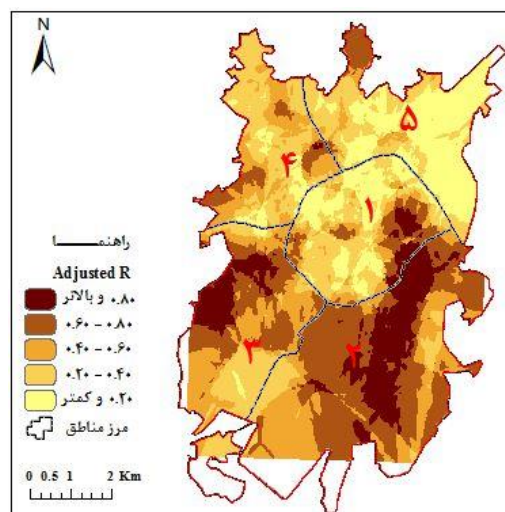 N
۵
۴
۱
۳
۲
راهنمــــا
Adjusted R
۰.۸۰ و بالاتر
۰.۶۰ – ۰.۸۰
۰.۴۰ – ۰.۶۰
۰.۲۰ – ۰.۴۰
۰.۲۰ و کمتر
مرز مناطق
0 0.5 1 2 Km